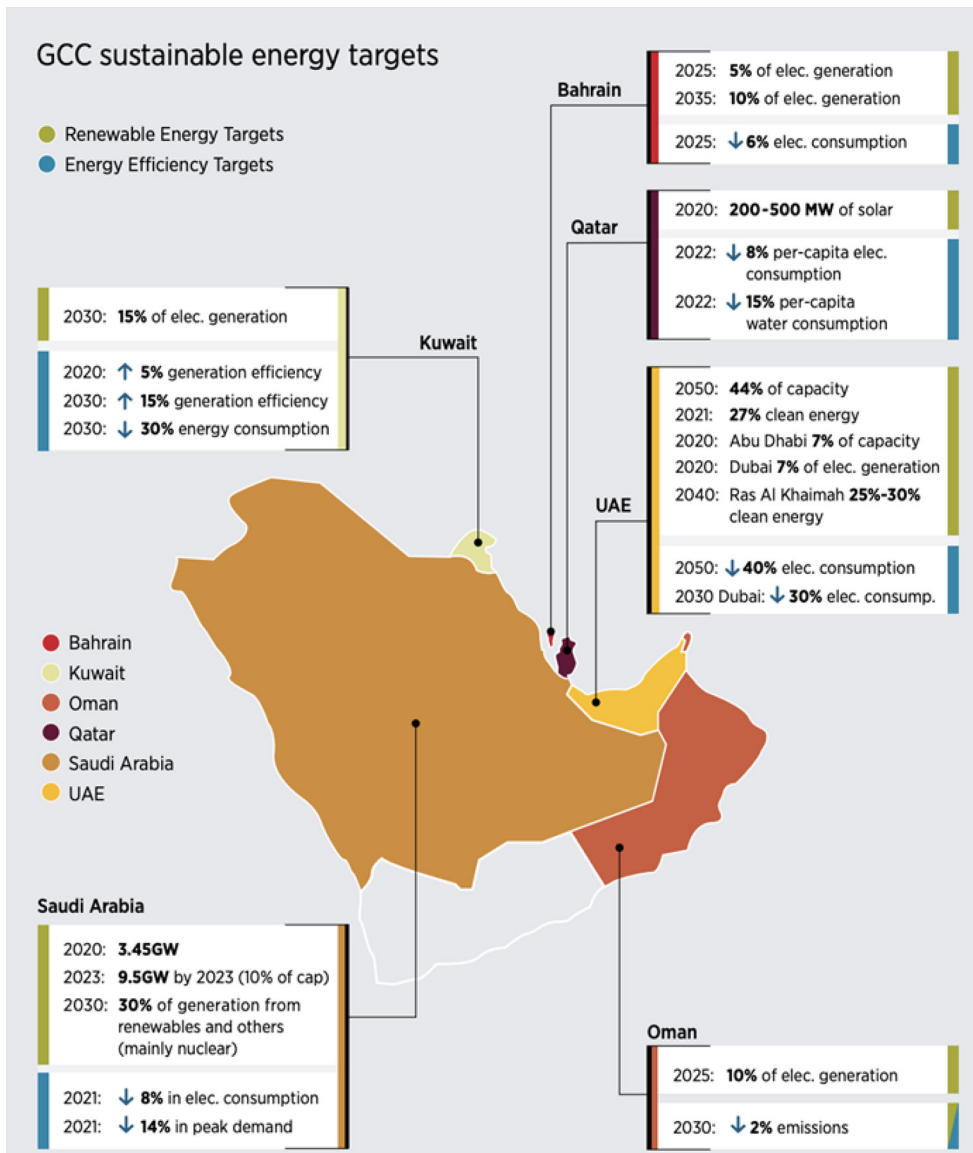 GCC sustainable energy targets
Renewable Energy Targets
Energy Efficiency Targets
Bahrain
2025: 5% of elec. generation
2035: 10% of elec. generation
2025: ↓ 6% elec. consumption
Qatar
2020: 200-500 MW of solar
2022: ↓ 8% per-capita elec.
consumption
2022: ↓ 15% per-capita
water consumption
Kuwait
2030: 15% of elec. generation
2020: ↑ 5% generation efficiency
2030: ↑ 15% generation efficiency
2030: ↓ 30% energy consumption
UAE
2050: 44% of capacity
2021: 27% clean energy
2020: Abu Dhabi 7% of capacity
2020: Dubai 7% of elec. generation
2040: Ras Al Khaimah 25%-30%
clean energy
2050: ↓ 40% elec. consumption
2030 Dubai: ↓ 30% elec. consump.
Bahrain
Kuwait
Oman
Qatar
Saudi Arabia
UAE
Saudi Arabia
2020: 3.45GW
2023: 9.5GW by 2023 (10% of cap)
2030: 30% of generation from
renewables and others
(mainly nuclear)
2021: ↓ 8% in elec. consumption
2021: ↓ 14% in peak demand
Oman
2025: 10% of elec. generation
2030: ↓ 2% emissions